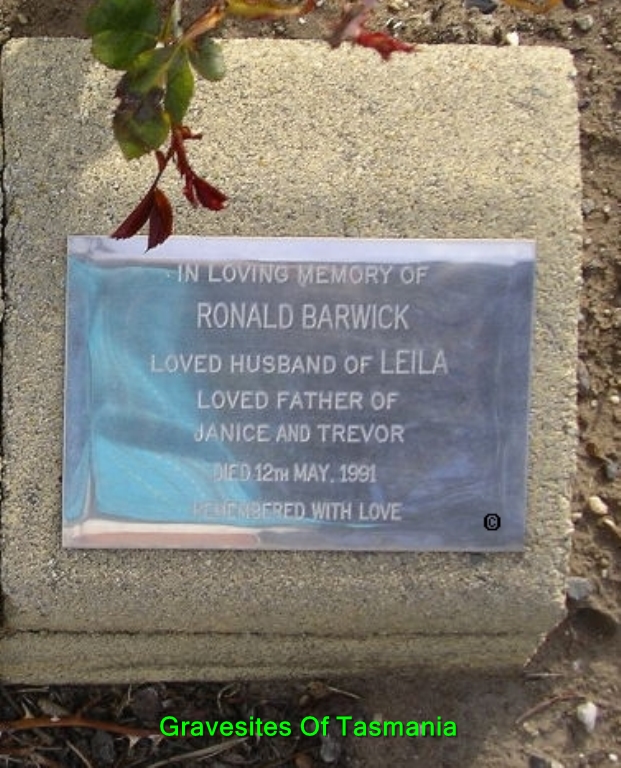 IN LOVING MEMORY OF
RONALD BARWICK
LOVED HUSBAND OF LEILA
LOVED FATHER OF
JANICE AND TREVOR
DIED 12TH MAY, 1991
REMEMBERED WITH LOVE
©
Gravesites Of Tasmania